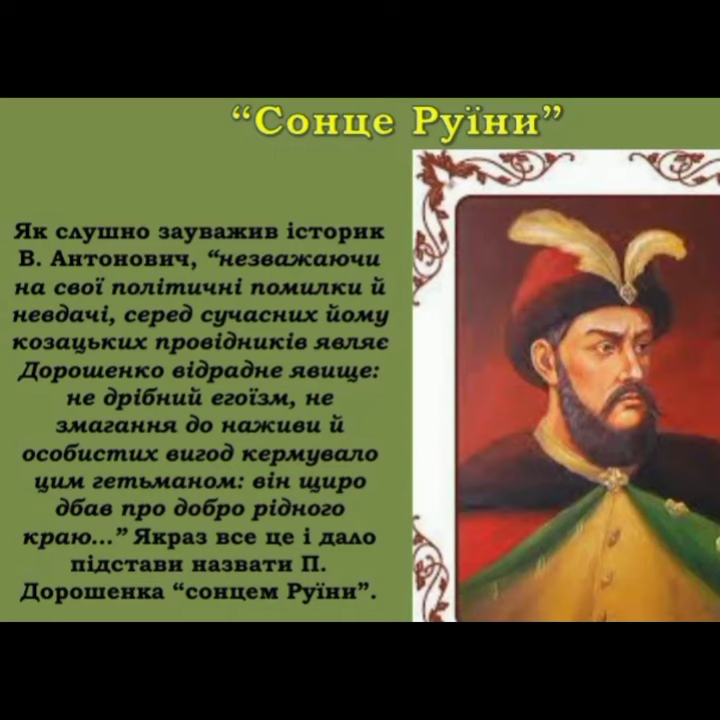 “Сонце Руїни”
Як слушно зауважив історик
В. Антонович, “незважаючи
на свої політичні помилки й
невдачі, серед сучасних йому
козацьких провідників являє
Дорошенко відрадне явище:
не дрібний егоїзм, не
змагання до наживи й
особистих вигод кермувало
цим гетьманом: він щиро
дбав про добро рідного
краю...” Якраз все це і дало
підстави назвати П.
Дорошенка “сонцем Руїни”.